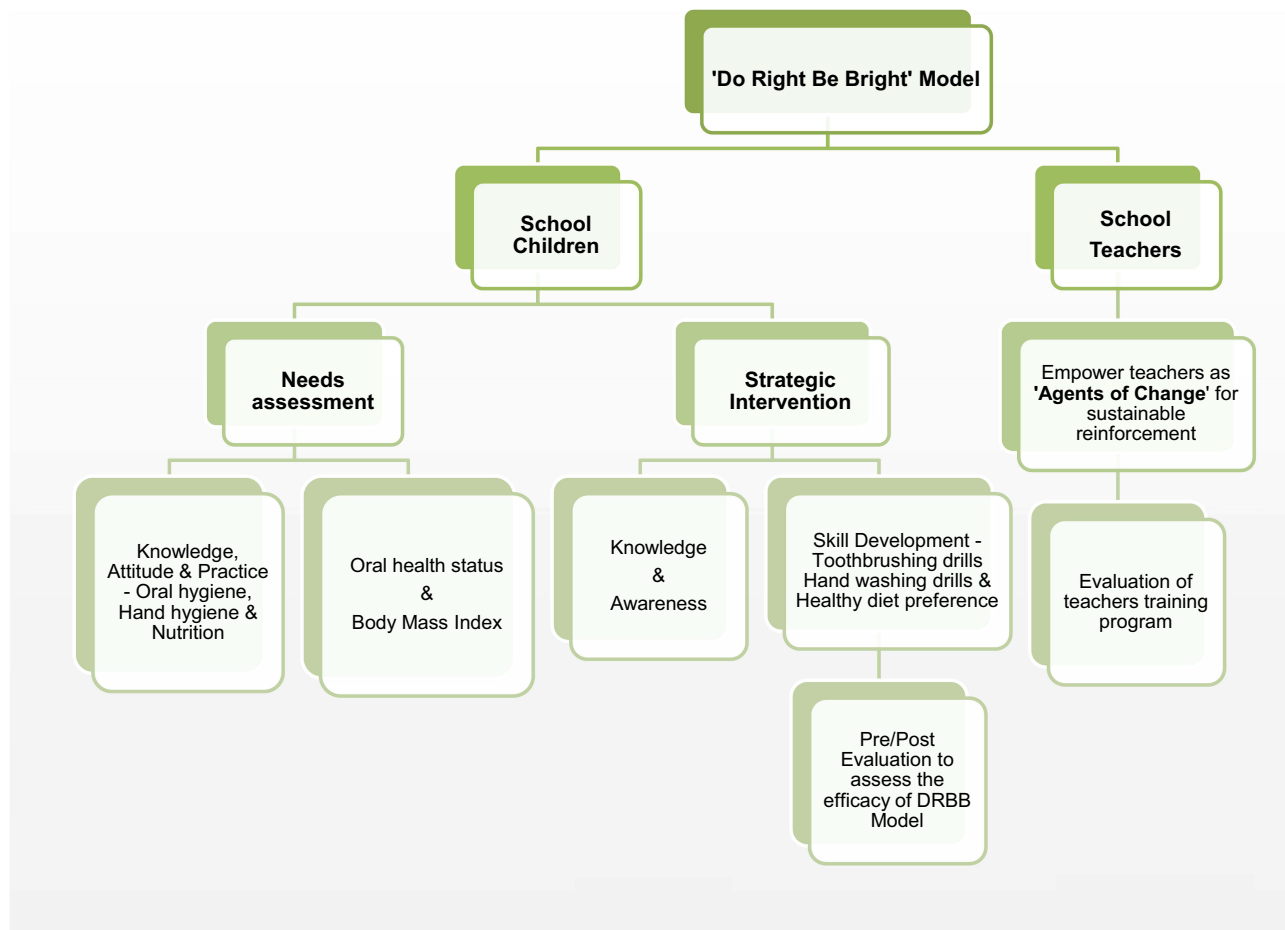 'Do Right Be Bright' Model
School
Children
School
Teachers
Needs
assessment
Strategic
Intervention
Empower teachers as
'Agents of Change' for
sustainable
reinforcement
Knowledge,
Attitude & Practice
- Oral hygiene,
Hand hygiene &
Nutrition
Oral health status
&
Body Mass Index
Knowledge
&
Awareness
Skill Development -
Toothbrushing drills
Hand washing drills &
Healthy diet preference
Evaluation of
teachers training
program
Pre/Post
Evaluation to
assess the
efficacy of DRBB
Model